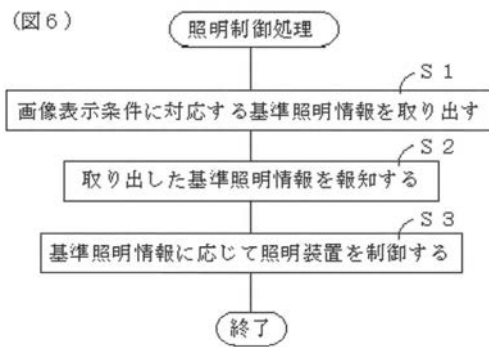 (図6)
照明制御処理
S1
画像表示条件に対応する基準照明情報を取り出す
S2
取り出した基準照明情報を報知する
S3
基準照明情報に応じて照明装置を制御する
終了